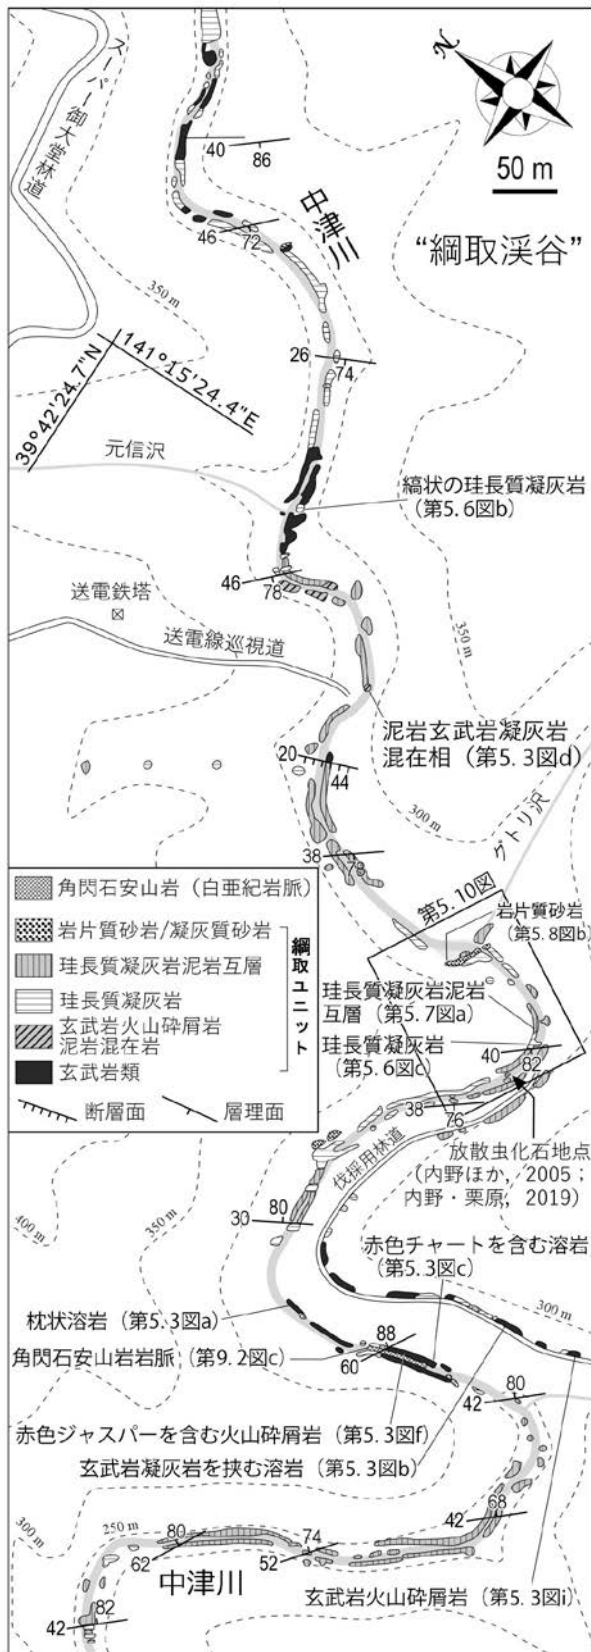 スーパー御大堂林道
N
50 m
40
86
中津川
46
72
“綱取渓谷”
350 m
26
74
39°42'24.7"N
141°15'24.4"E
元信沢
縞状の珪長質凝灰岩
（第5.6図b）
46
78
送電鉄塔
送電線巡視道
350 m
泥岩玄武岩凝灰岩
混在相（第5.3図d）
20
44
300 m
グトリ沢
38
78
第5.10図
角閃石安山岩（白亜紀岩脈）
岩片質砂岩/凝灰質砂岩
珪長質凝灰岩泥岩互層
珪長質凝灰岩
玄武岩火山砕屑岩
泥岩混在岩
玄武岩類
綱取ユニット
断層面
層理面
岩片質砂岩
（第5.8図b）
珪長質凝灰岩泥岩
互層（第5.7図a）
珪長質凝灰岩
（第5.6図c）
40
82
38
76
伐採用林道
放散虫化石地点
（内野ほか，2005；
内野・栗原，2019）
400 m
350 m
30
80
赤色チャートを含む溶岩
（第5.3図c）
300 m
枕状溶岩（第5.3図a）
88
角閃石安山岩岩脈（第9.2図c）
60
42
80
赤色ジャスパーを含む火山砕屑岩（第5.3図f）
玄武岩凝灰岩を挟む溶岩（第5.3図b）
68
42
300 m
250 m
80
62
74
52
中津川
玄武岩火山砕屑岩（第5.3図i）
82
42